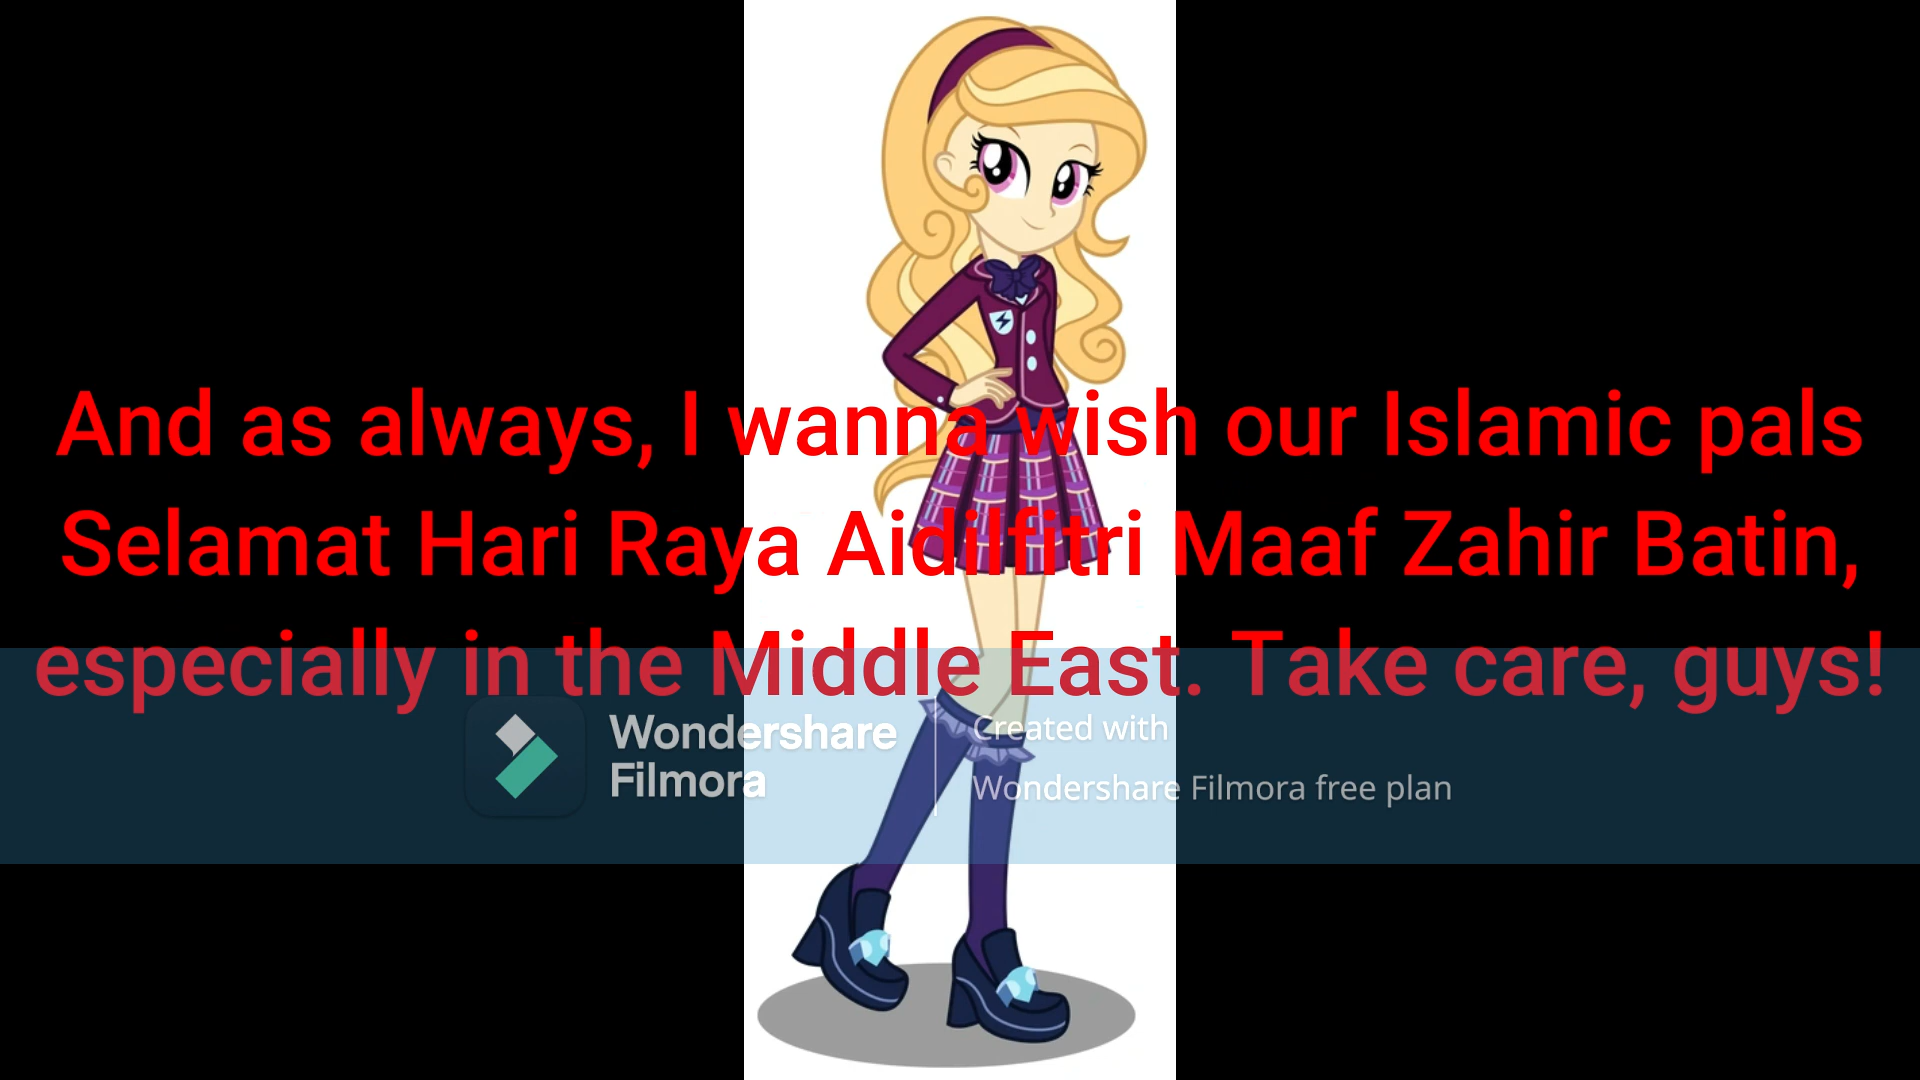 And as always, I wanna wish our Islamic pals
Selamat Hari Raya Aidilfitri Maaf Zahir Batin,
especially in the Middle East. Take care, guys!
Wondershare
Filmora
Created with
Wondershare Filmora free plan